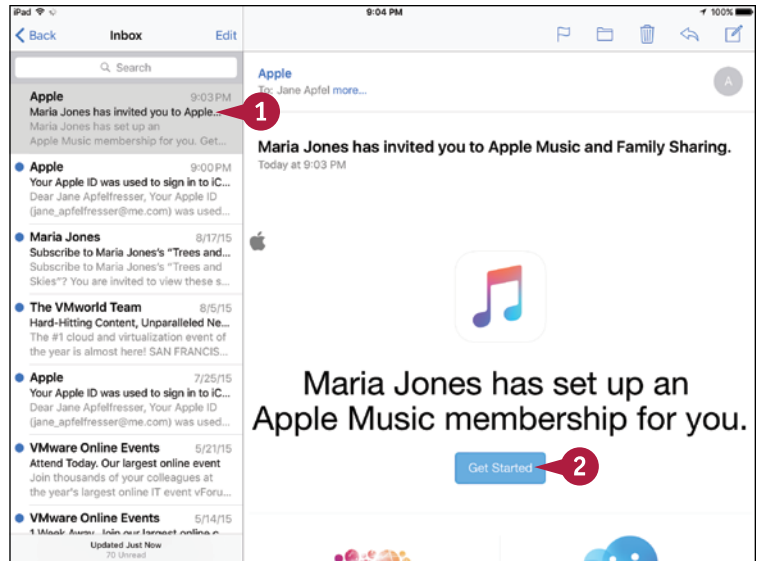 iPad
9:04 PM
100%
Back
Inbox
Edit
Search
Apple
9:03 PM
Maria Jones has invited you to Apple...
Maria Jones has set up an
Apple Music membership for you. Get...
Apple
9:00 PM
Your Apple ID was used to sign in to iC...
Dear Jane Apfelfresser, Your Apple ID
(jane_apfelfresser@me.com) was used...
Maria Jones
8/17/15
Subscribe to Maria Jones's “Trees and...
Subscribe to Maria Jones's “Trees and
Skies”? You are invited to view these s...
The VMworld Team
8/5/15
Hard-Hitting Content, Unparalleled Ne...
The #1 cloud and virtualization event of
the year is almost here! SAN FRANCIS...
Apple
7/25/15
Your Apple ID was used to sign in to iC...
Dear Jane Apfelfresser, Your Apple ID
(jane_apfelfresser@me.com) was used...
VMware Online Events
5/21/15
Attend Today. Our largest online event
Join thousands of your colleagues at
the year's largest online IT event vForu...
VMware Online Events
5/14/15
1 Week Away. Join our largest online c...
Updated Just Now
70 Unread
1
Apple
To: Jane Apfel more...
A
Maria Jones has invited you to Apple Music and Family Sharing.
Today at 9:03 PM
Maria Jones has set up an
Apple Music membership for you.
Get Started
2